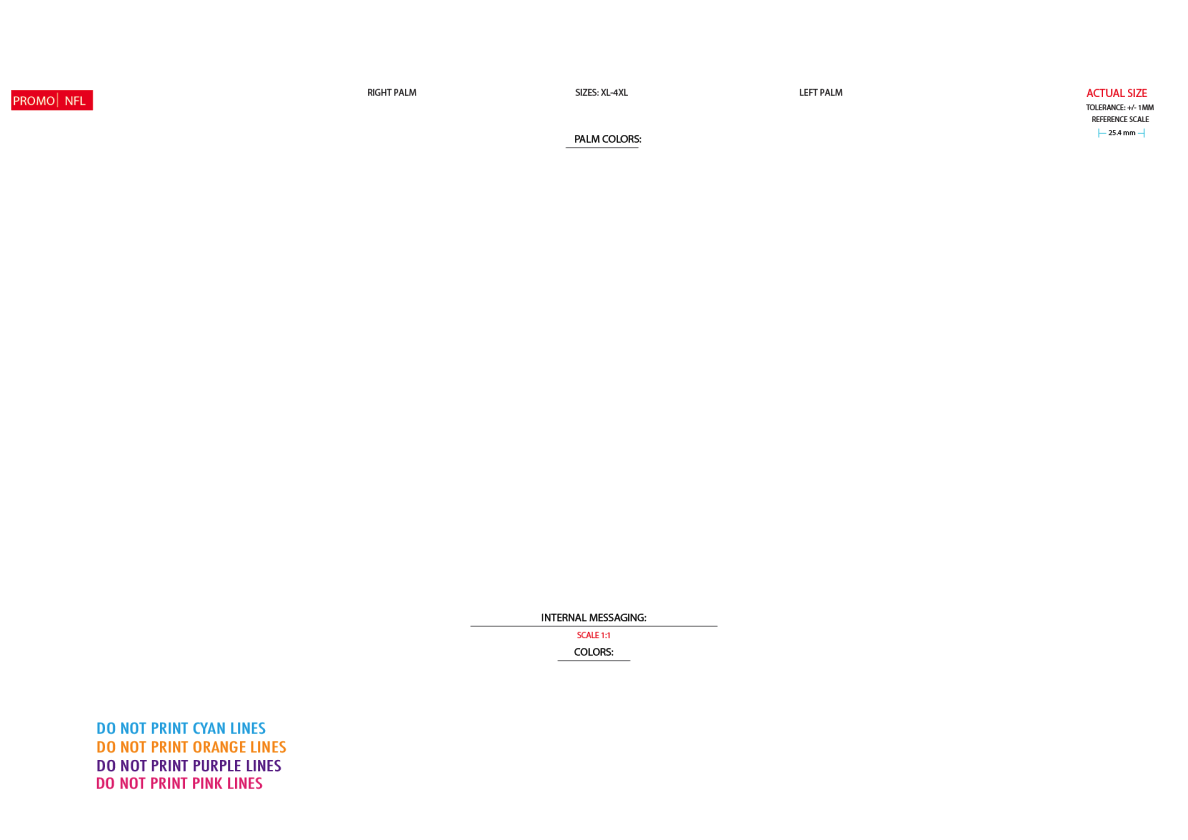 PROMO| NFL
RIGHT PALM
SIZES: XL-4XL
LEFT PALM
ACTUAL SIZE
TOLERANCE: +/- 1MM
REFERENCE SCALE
25.4 mm
PALM COLORS:
INTERNAL MESSAGING:
SCALE 1:1
COLORS:
DO NOT PRINT CYAN LINES
DO NOT PRINT ORANGE LINES
DO NOT PRINT PURPLE LINES
DO NOT PRINT PINK LINES